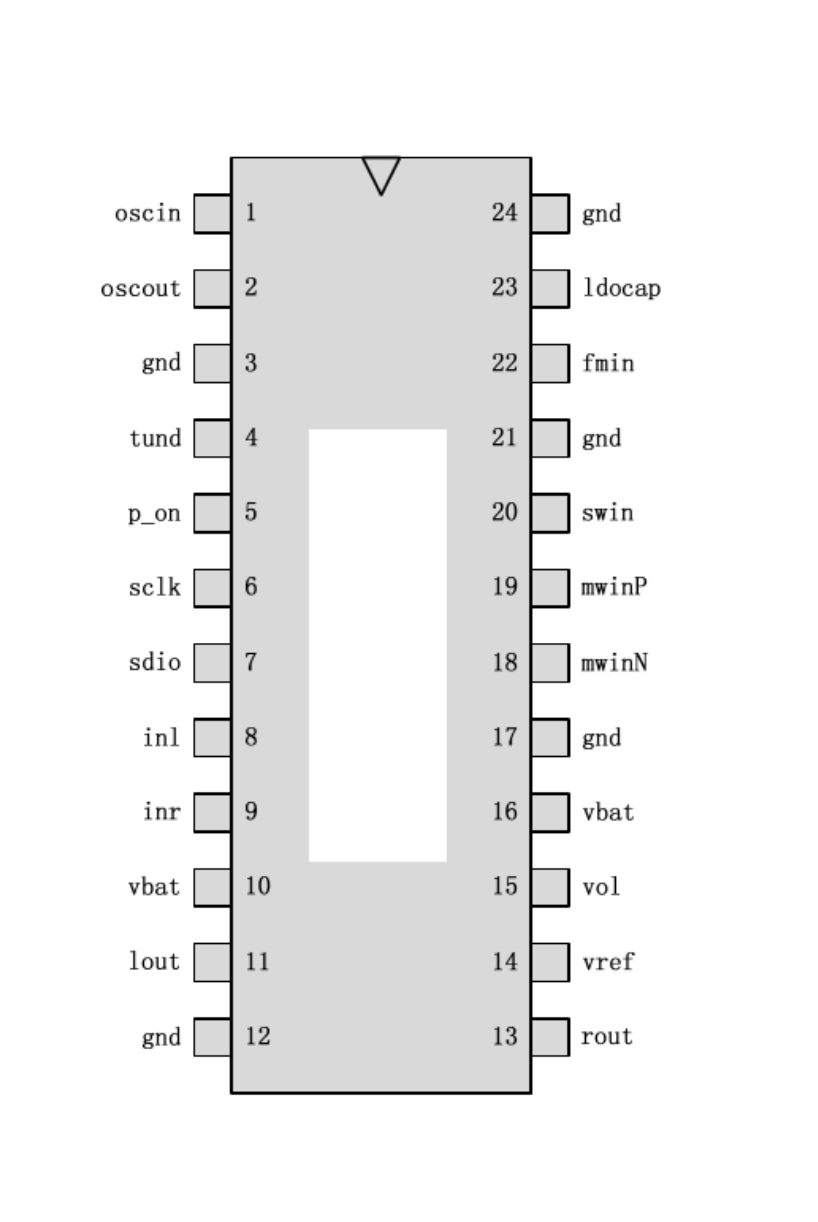 oscin 1 24 gnd
oscout 2 23 ldocap
gnd 3 22 fmin
tund 4 21 gnd
p_on 5 20 swin
sclk 6 19 mwinP
sdio 7 18 mwinN
inl 8 17 gnd
inr 9 16 vbat
vbat 10 15 vol
lout 11 14 vref
gnd 12 13 rout